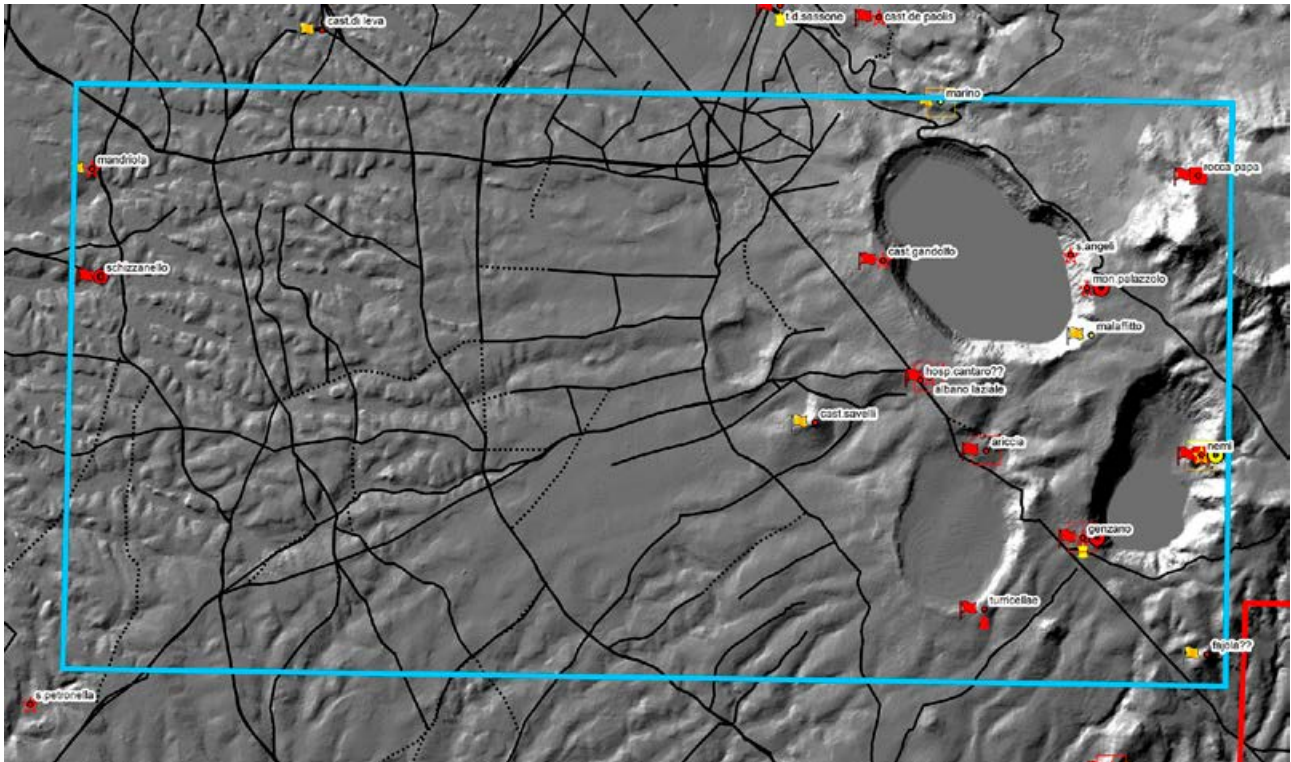 cast.di leva
t.d.sassone
cast.de paolis
marino
mandriola
rocca papa
s.angeli
cast.gandolfo
schizzanello
mon.palazzolo
malaffitto
hosp.cantaro??
albano laziale
cast.savelli
ariccia
nemi
genzano
turricellae
fajola??
s.petronella